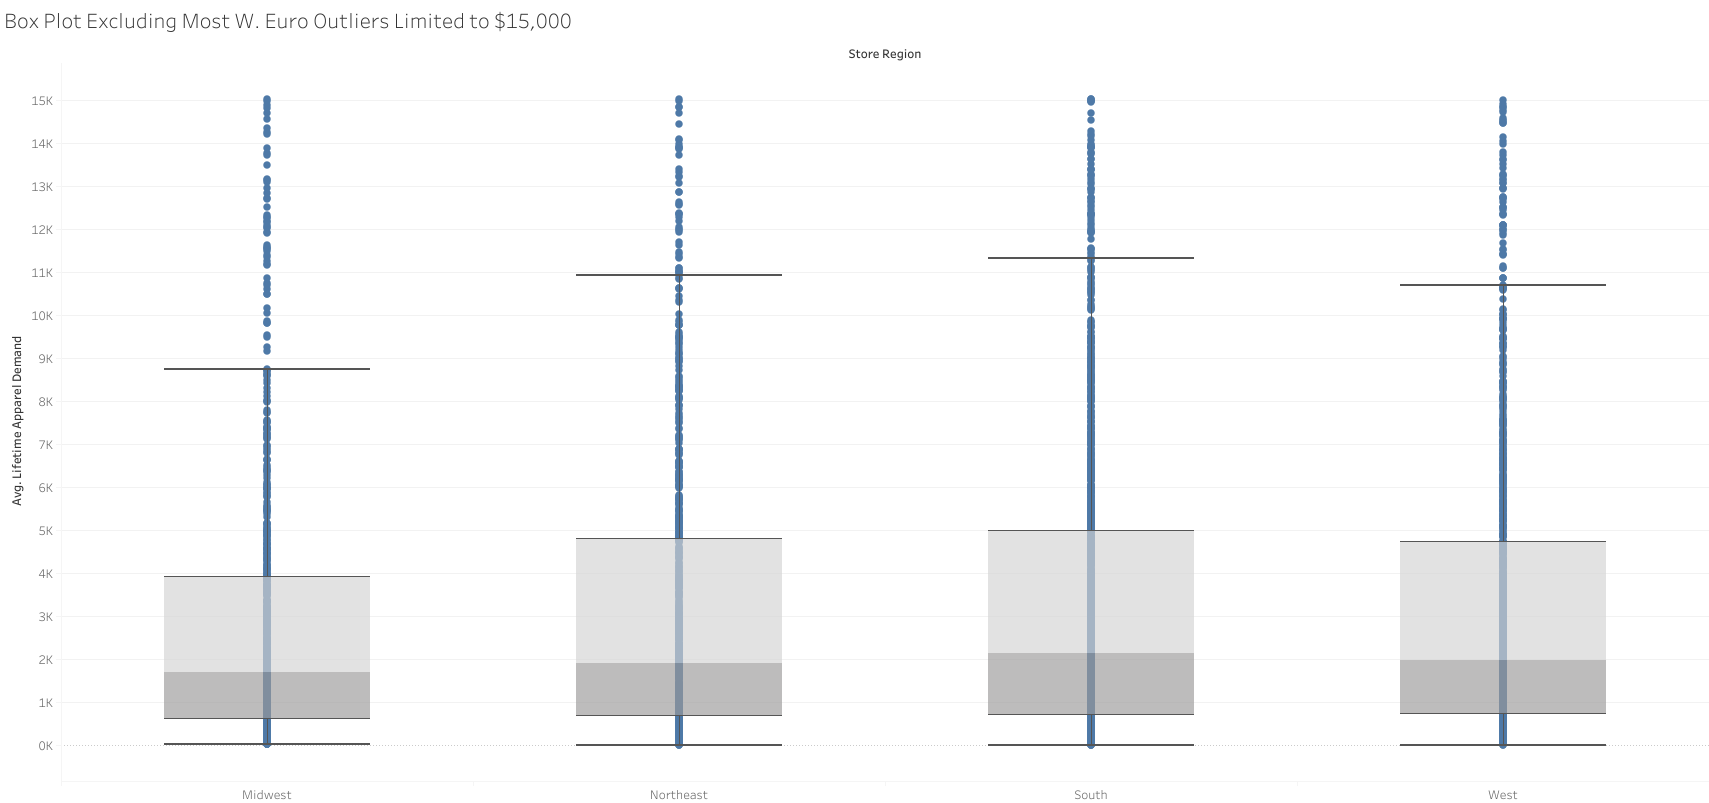 Box Plot Excluding Most W. Euro Outliers Limited to $15,000
Store Region
15K
14K
13K
12K
11K
10K
9K
8K
7K
6K
5K
4K
3K
2K
1K
0K
Avg. Lifetime Apparel Demand
Midwest
Northeast
South
West